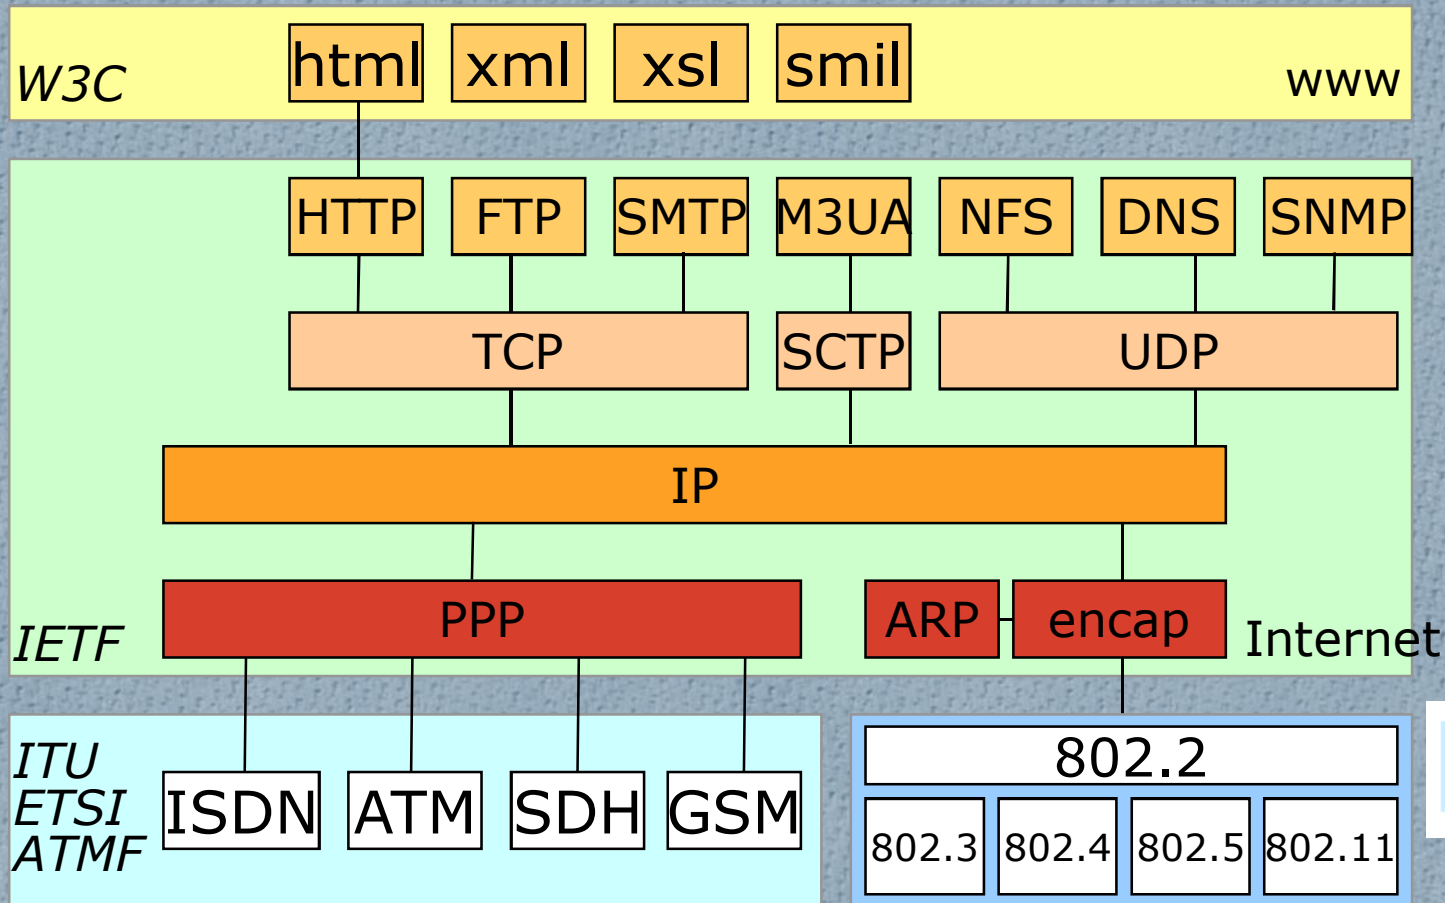 W3C
html
xml
xsl
smil
www
HTTP
FTP
SMTP
M3UA
NFS
DNS
SNMP
TCP
SCTP
UDP
IP
PPP
ARP
encap
IETF
Internet
ITU
ETSI
ATMF
ISDN
ATM
SDH
GSM
802.2
802.3
802.4
802.5
802.11